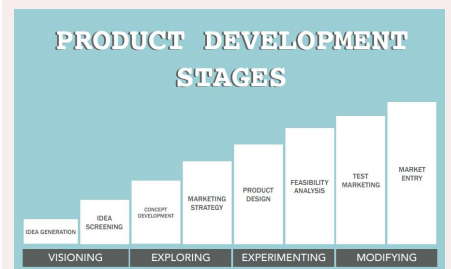 PRODUCT DEVELOPMENT
STAGES
IDEA GENERATION
IDEA
SCREENING
CONCEPT
DEVELOPMENT
MARKETING
STRATEGY
PRODUCT
DESIGN
FEASIBILITY
ANALYSIS
TEST
MARKETING
MARKET
ENTRY
VISIONING
EXPLORING
EXPERIMENTING
MODIFYING